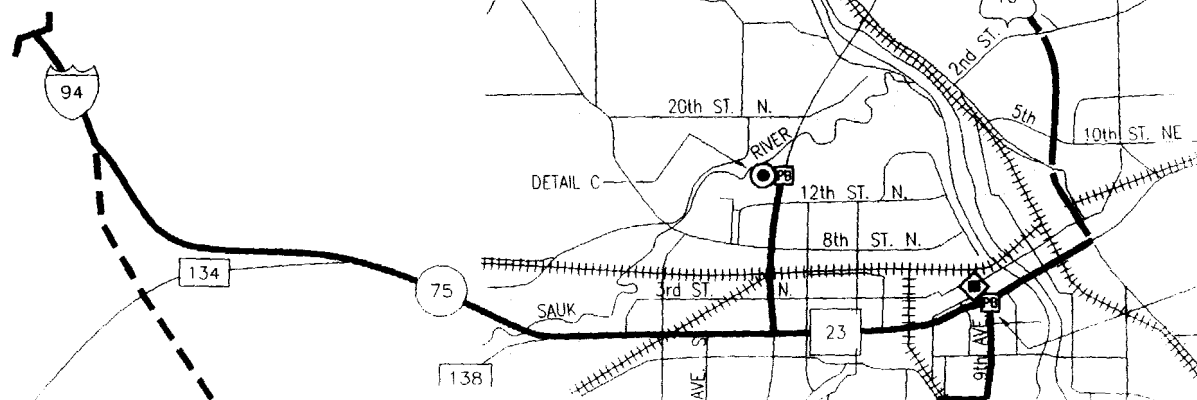 2nd ST.
94
20th ST. N.
5th
10th ST. NE
RIVER
DETAIL C
PB
12th ST. N.
8th ST. N.
134
75
3rd ST. N.
SAUK
PB
23
AVE. S
9th AVE
138